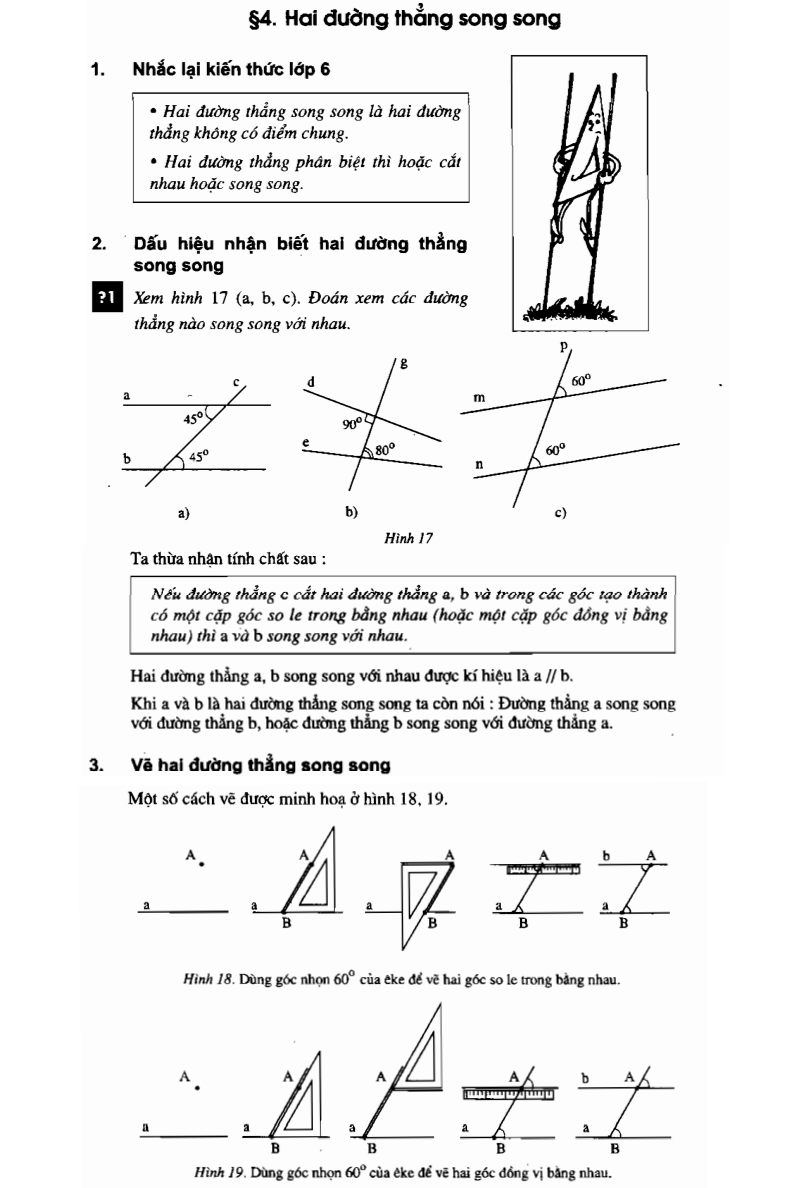 §4. Hai đường thẳng song song
1. Nhắc lại kiến thức lớp 6
• Hai đường thẳng song song là hai đường
thẳng không có điểm chung.
• Hai đường thẳng phân biệt thì hoặc cắt
nhau hoặc song song.
2. Dấu hiệu nhận biết hai đường thẳng
song song
?1 Xem hình 17 (a, b, c). Đoán xem các đường
thẳng nào song song với nhau.
a c 45° b 45°
a)
d g 90° e 80°
b)
p 60° m 60° n
c)
Hình 17
Ta thừa nhận tính chất sau :
Nếu đường thẳng c cắt hai đường thẳng a, b và trong các góc tạo thành
có một cặp góc so le trong bằng nhau (hoặc một cặp góc đồng vị bằng
nhau) thì a và b song song với nhau.
Hai đường thẳng a, b song song với nhau được kí hiệu là a // b.
Khi a và b là hai đường thẳng song song ta còn nói : Đường thẳng a song song
với đường thẳng b, hoặc đường thẳng b song song với đường thẳng a.
3. Vẽ hai đường thẳng song song
Một số cách vẽ được minh hoạ ở hình 18, 19.
A A A A b A
a a a a a
B B B B
Hình 18. Dùng góc nhọn 60° của êke để vẽ hai góc so le trong bằng nhau.
A A A A b A
a a a a a
B B B B
Hình 19. Dùng góc nhọn 60° của êke để vẽ hai góc đồng vị bằng nhau.